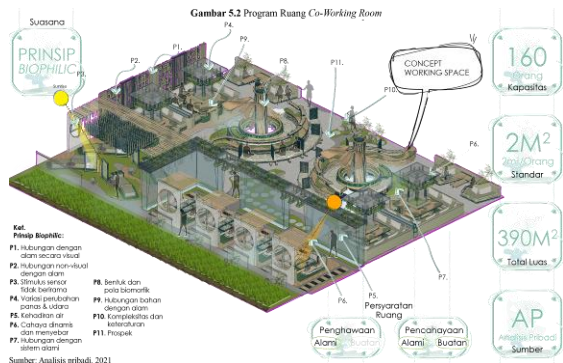 Gambar 5.2 Program Ruang Co-Working Room
Suasana
PRINSIP
BIOPHILIC
P3.
P2.
P1.
P4.
P9.
P8.
P11.
P10.
CONCEPT
WORKING SPACE
P6.
160
Orang
Kapasitas
2M²
2m/Orang
Standar
390M²
Total Luas
AP
Analisis Pribadi
Sumber
P7.
P5.
P6.
Persyaratan
Ruang
Penghawaan
Alami Buatan
Pencahayaan
Alami Buatan
Ket.
Prinsip Biophilic:
P1. Hubungan dengan
alam secara visual
P2. Hubungan non-visual
dengan alam
P3. Stimulus sensor
tidak berirama
P4. Variasi perubahan
panas & udara
P5. Kehadiran air
P6. Cahaya dinamis
dan menyebar
P7. Hubungan dengan
sistem alami
P8. Bentuk dan
pola biomorfik
P9. Hubungan bahan
dengan alam
P10. Kompleksitas dan
keteraturan
P11. Prospek
Sumber: Analisis pribadi, 2021